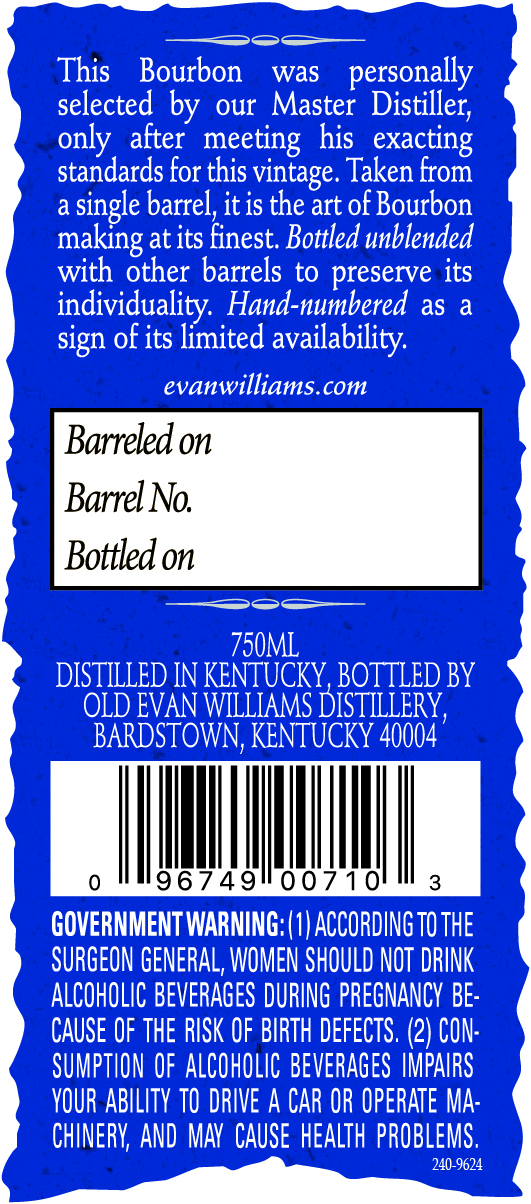 This Bourbon was personally
selected by our Master Distiller,
only after meeting his exacting
standards for this vintage. Taken from
a single barrel, it is the art of Bourbon
making at its finest. Bottled unblended
with other barrels to preserve its
individuality. Hand-numbered as a
sign of its limited availability.
evanwilliams.com
Barreled on
Barrel No.
Bottled on
750ML
DISTILLED IN KENTUCKY, BOTTLED BY
OLD EVAN WILLIAMS DISTILLERY,
BARDSTOWN, KENTUCKY 40004
0 96749 00710 3
GOVERNMENT WARNING: (1) ACCORDING TO THE
SURGEON GENERAL, WOMEN SHOULD NOT DRINK
ALCOHOLIC BEVERAGES DURING PREGNANCY BE-
CAUSE OF THE RISK OF BIRTH DEFECTS. (2) CON-
SUMPTION OF ALCOHOLIC BEVERAGES IMPAIRS
YOUR ABILITY TO DRIVE A CAR OR OPERATE MA-
CHINERY, AND MAY CAUSE HEALTH PROBLEMS.
240-9624